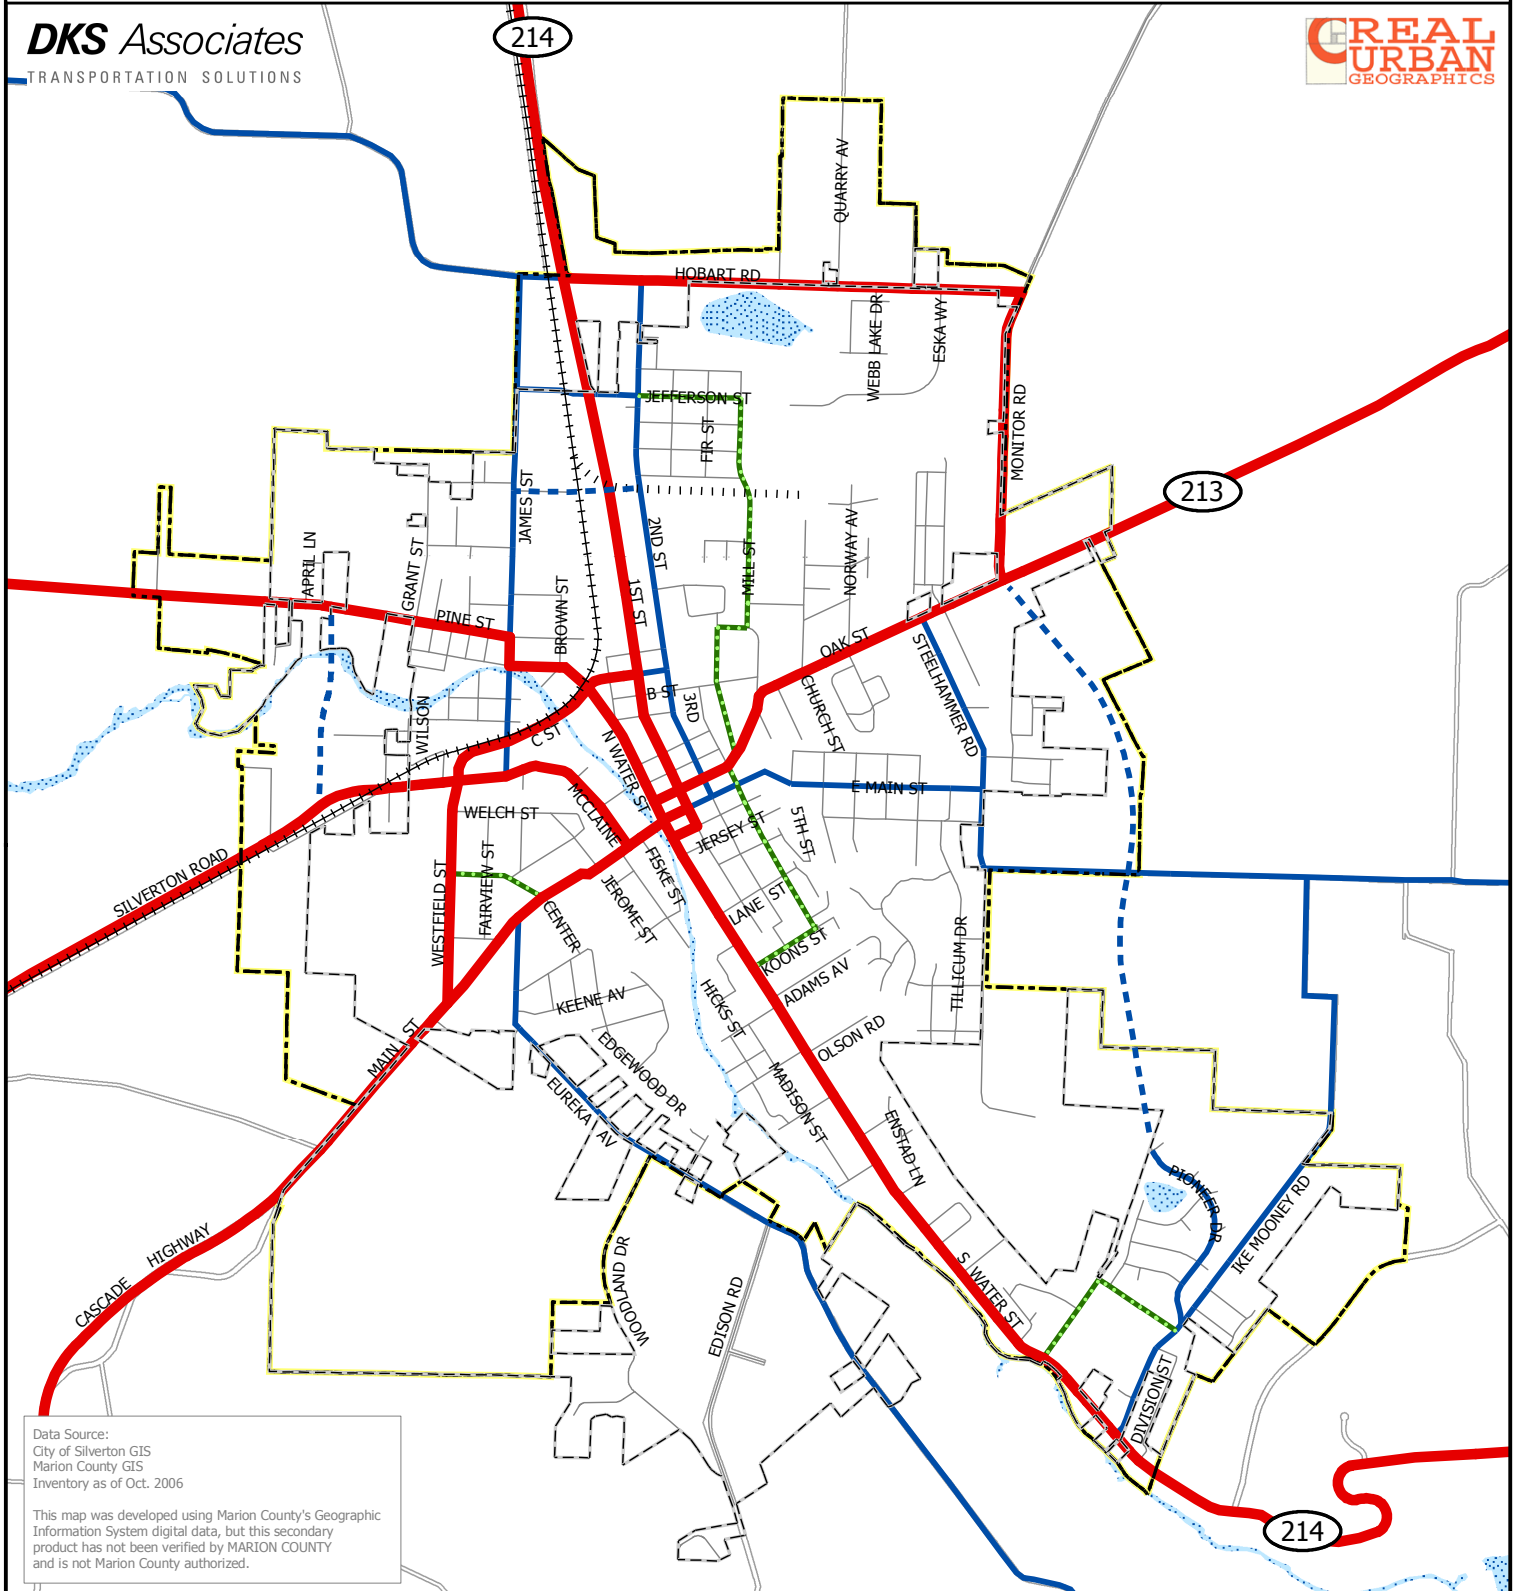 DKS Associates
TRANSPORTATION SOLUTIONS
214
CREAL
URBAN
GEOGRAPHICS
QUARRY AV
HOBART RD
WEBB LAKE DR
ESKA WY
JEFFERSON ST
FIR ST
MONITOR RD
213
JAMES ST
2ND ST
APRIL LN
GRANT ST
MILL ST
NORWAY AV
BROWN ST
1ST ST
PINE ST
OAK ST
STEELHAMMER RD
B ST
3RD
CHURCH ST
WILSON
C ST
N WATER ST
E MAIN ST
WELCH ST
MCCLAINE
JERSEY ST
5TH ST
SILVERTON ROAD
WESTFIELD ST
FAIRVIEW ST
FISKE ST
JEROME ST
LANE ST
CENTER
KOONS ST
TILLICUM DR
ADAMS AV
KEENE AV
HICKS ST
OLSON RD
MAIN ST
EDGEWOOD DR
EUREKA AV
MADISON ST
ENSTAD LN
PIONEER DR
IKE MOONEY RD
CASCADE HIGHWAY
WOODLAND DR
EDISON RD
S WATER ST
DIVISION ST
214
Data Source:
City of Silverton GIS
Marion County GIS
Inventory as of Oct. 2006
This map was developed using Marion County's Geographic
Information System digital data, but this secondary
product has not been verified by MARION COUNTY
and is not Marion County authorized.